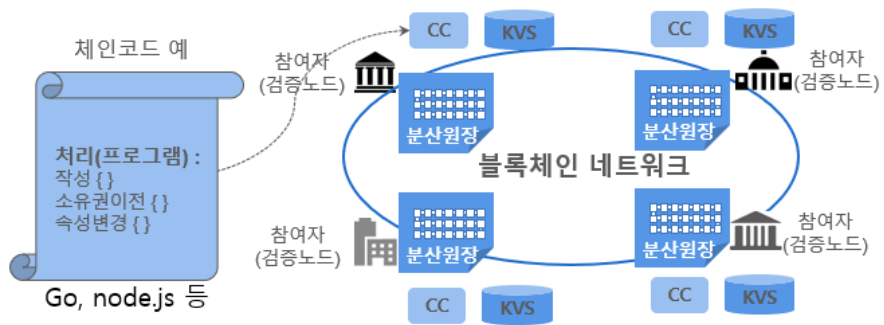 체인코드 예
처리(프로그램) :
작성 { }
소유권이전 { }
속성변경 { }
Go, node.js 등
CC
KVS
참여자
(검증노드)
분산원장
CC
KVS
참여자
(검증노드)
분산원장
블록체인 네트워크
참여자
(검증노드)
분산원장
CC
KVS
참여자
(검증노드)
분산원장
CC
KVS